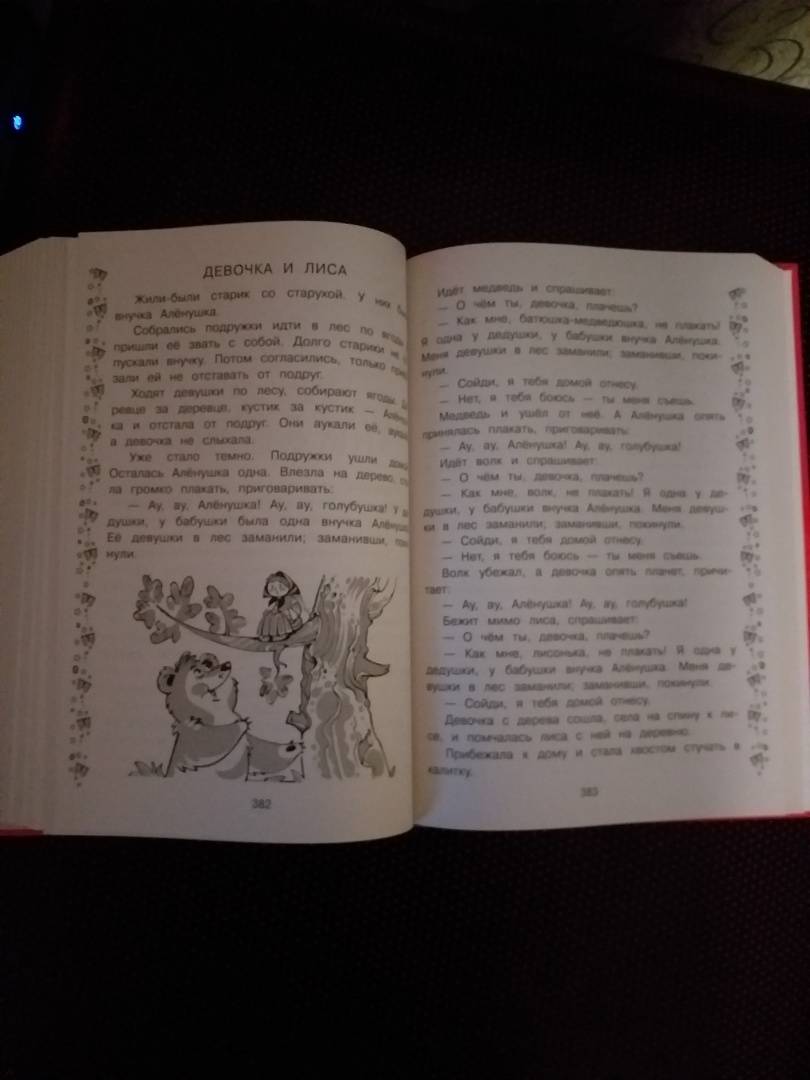 ДЕВОЧКА И ЛИСА
Жили-были старик со старухой. У них
внучка Алёнушка.
Собрались подружки идти в лес по ягоды
пришли её звать с собой. Долго старики не
пускали внучку. Потом согласились, только
зали ей не отставать от подруг.
Ходят девушки по лесу, собирают ягоды.
ревце за деревце, кустик за кустик — Алёну
ка и отстала от подруг. Они аукали её,
а девочка не слыхала.
Уже стало темно. Подружки ушли
Осталась Алёнушка одна. Влезла на дерево,
ла громко плакать, приговаривать:
— Ау, ау, Алёнушка! Ау, ау, голубушка! У
душки, у бабушки была одна внучка Алёнушка
Её девушки в лес заманили; заманивши,
нули.
382
Идёт медведь и спрашивает:
— О чём ты, девочка, плачешь?
— Как мне, батюшка-медведюшка, не плакать!
Я одна у дедушки, у бабушки внучка Алёнушка.
Меня девушки в лес заманили; заманивши, поки-
нули.
— Сойди, я тебя домой отнесу.
— Нет, я тебя боюсь — ты меня съешь.
Медведь и ушёл от неё. А Алёнушка опять
принялась плакать, приговаривать:
— Ау, ау, Алёнушка! Ау, ау, голубушка!
Идёт волк и спрашивает:
— О чём ты, девочка, плачешь?
— Как мне, волк, не плакать! Я одна у де-
душки, у бабушки внучка Алёнушка. Меня девуш-
ки в лес заманили; заманивши, покинули.
— Сойди, я тебя домой отнесу.
— Нет, я тебя боюсь — ты меня съешь.
Волк убежал, а девочка опять плачет, причи-
тает:
— Ау, ау, Алёнушка! Ау, ау, голубушка!
Бежит мимо лиса, спрашивает:
— О чём ты, девочка, плачешь?
— Как мне, лисонька, не плакать! Я одна у
дедушки, у бабушки внучка Алёнушка. Меня де-
вушки в лес заманили; заманивши, покинули.
— Сойди, я тебя домой отнесу.
Девочка с дерева сошла, села на спину к ли-
се, и помчалась лиса с ней на деревню.
Прибежала к дому и стала хвостом стучать в
калитку.
383